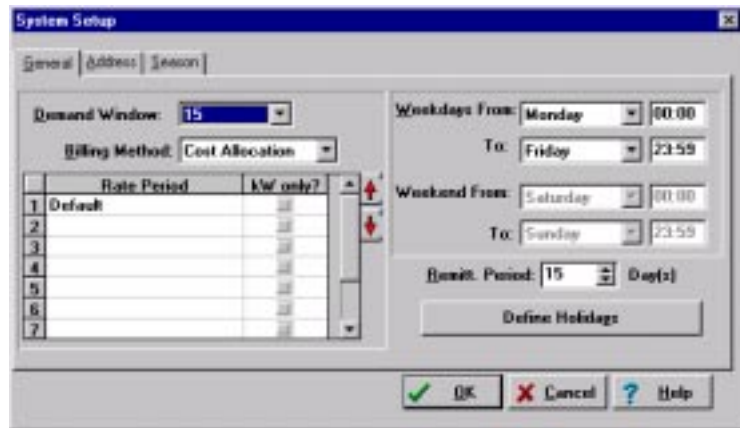 System Setup
General Address Season
Demand Window: 15
Billing Method: Cost Allocation
Rate Period kW only?
1 Default
2
3
4
5
6
7
Weekdays From: Monday 00:00
To: Friday 23:59
Weekend From: Saturday 00:00
To: Sunday 23:59
Remitt. Period: 15 Day(s)
Define Holidays
OK Cancel ? Help